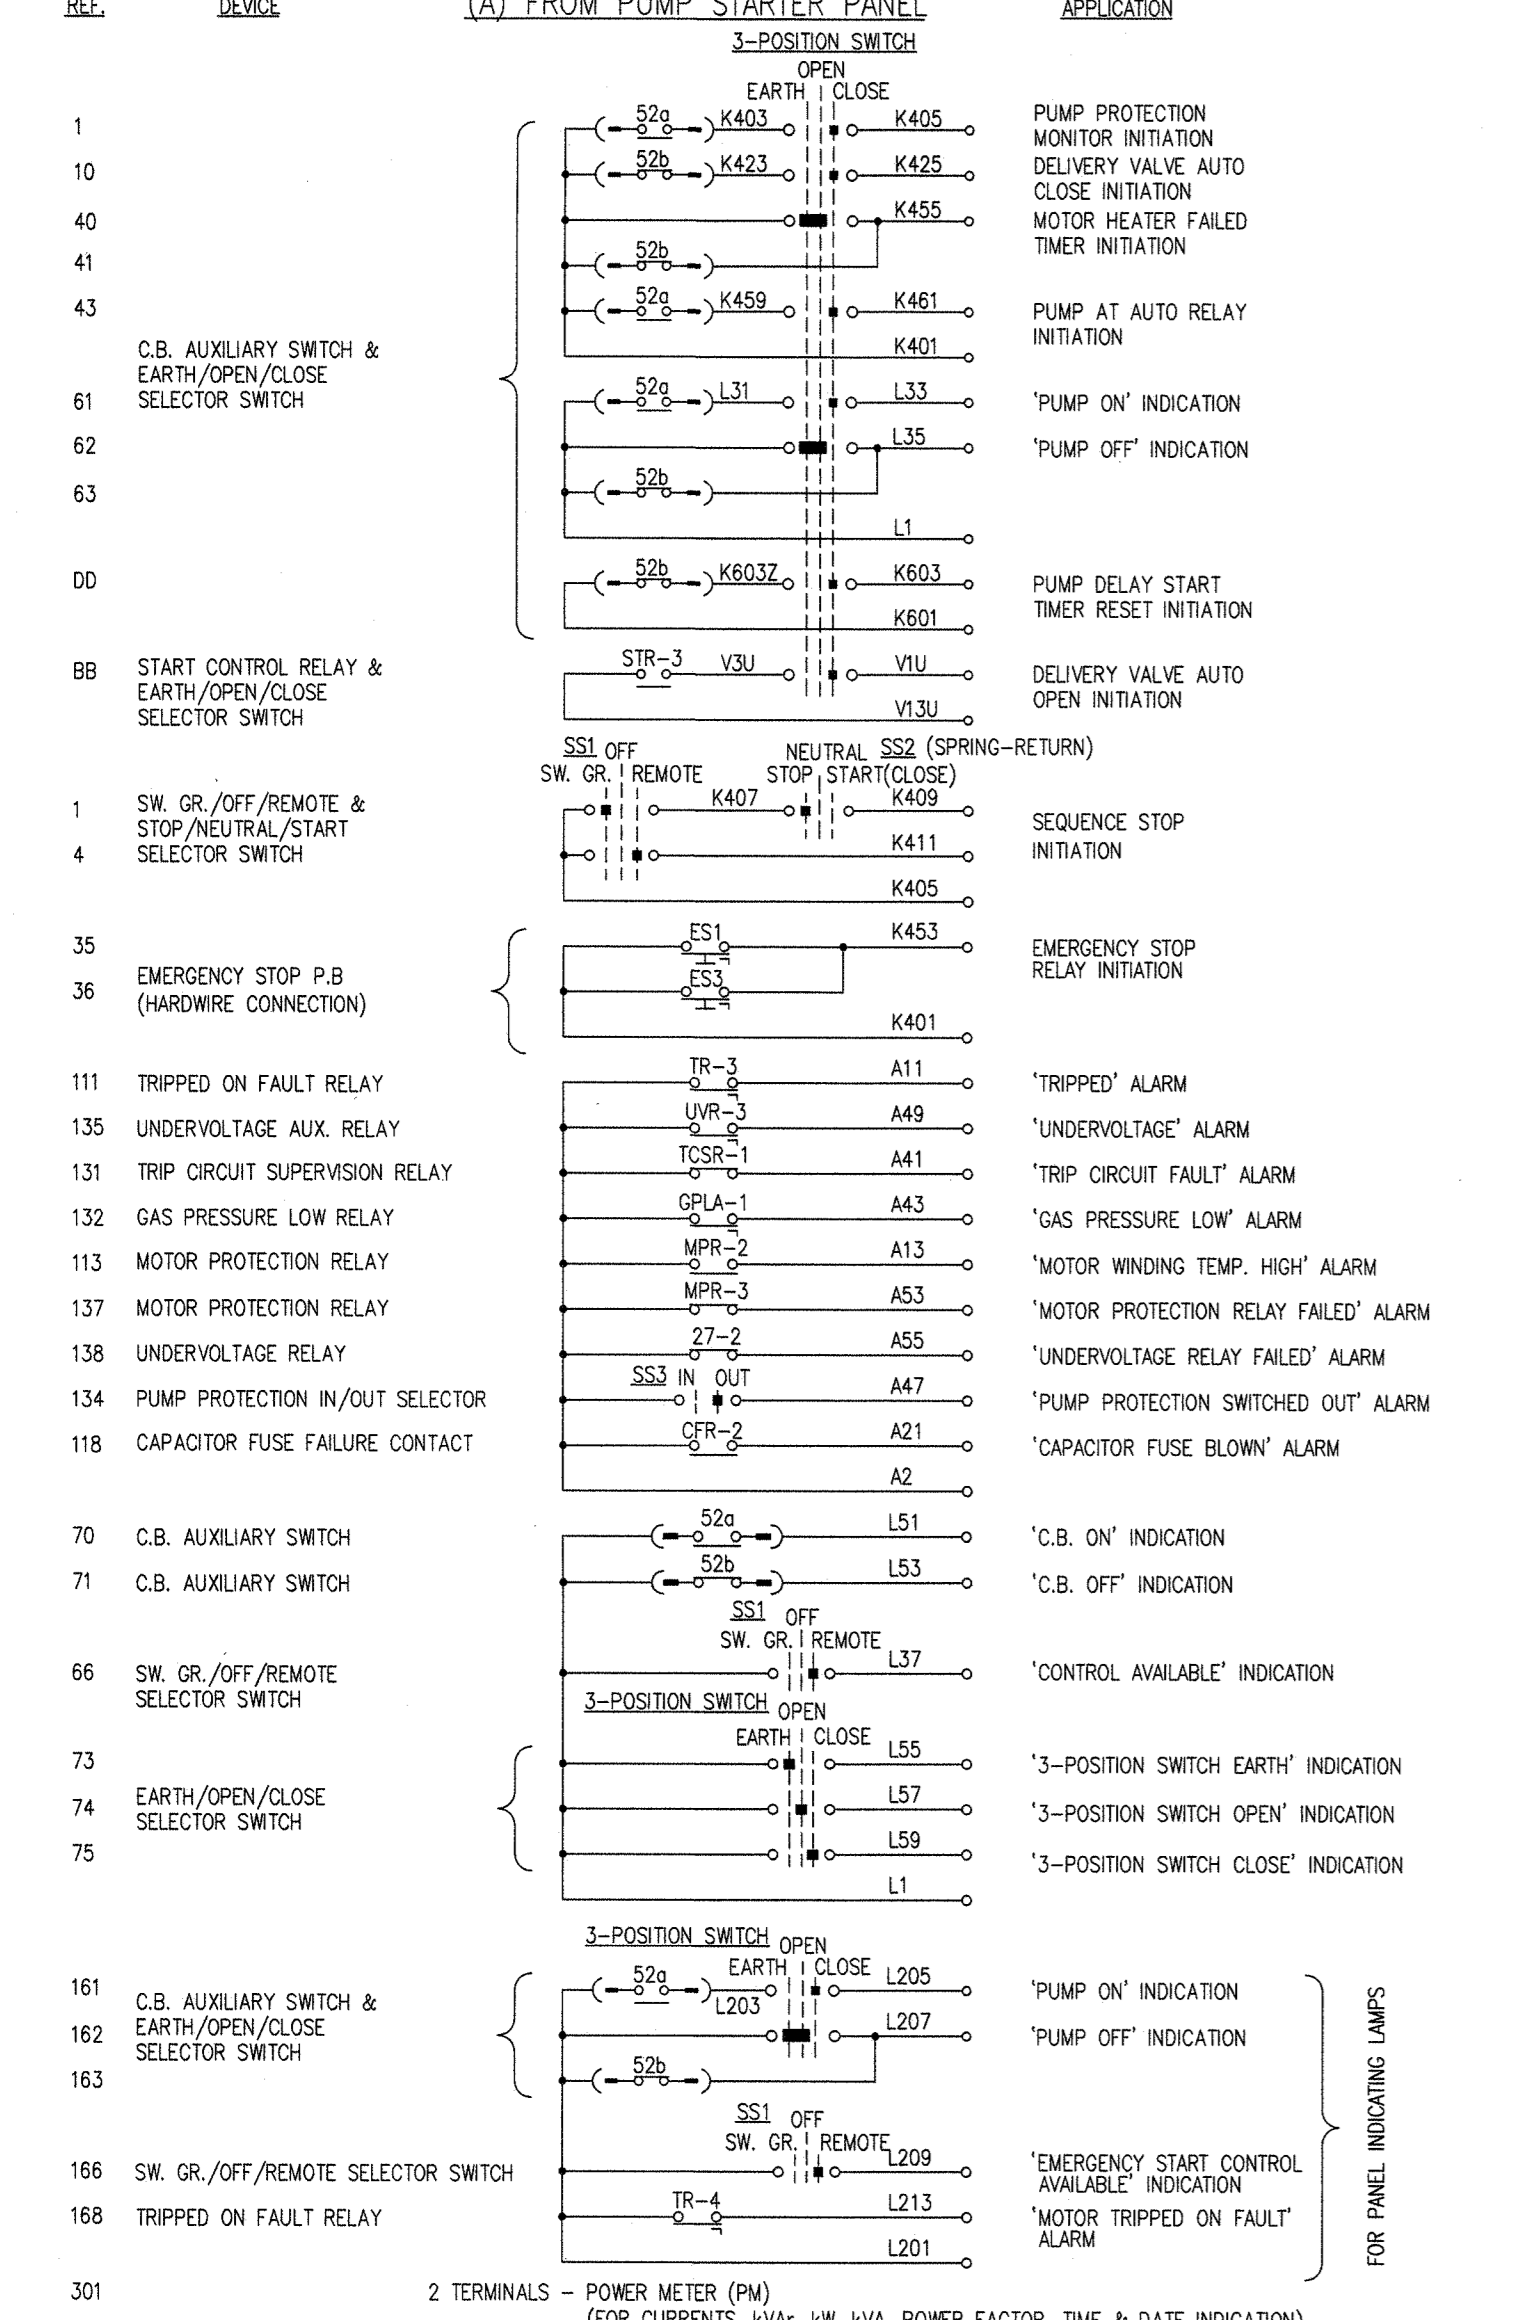 REF. DEVICE (A) FROM PUMP STARTER PANEL APPLICATION
3-POSITION SWITCH
OPEN
EARTH CLOSE
1 52a K403 K405 PUMP PROTECTION
MONITOR INITIATION
10 52b K423 K425 DELIVERY VALVE AUTO
CLOSE INITIATION
40 K455 MOTOR HEATER FAILED
TIMER INITIATION
41 52b
43 52a K459 K461 PUMP AT AUTO RELAY
INITIATION
K401
C.B. AUXILIARY SWITCH &
EARTH/OPEN/CLOSE
SELECTOR SWITCH
61 52a L31 L33 'PUMP ON' INDICATION
62 L35 'PUMP OFF' INDICATION
63 52b
L1
DD 52b K603Z K603 PUMP DELAY START
TIMER RESET INITIATION
K601
BB START CONTROL RELAY &
EARTH/OPEN/CLOSE
SELECTOR SWITCH
STR-3 V3U V1U DELIVERY VALVE AUTO
OPEN INITIATION
V13U
SS1 OFF NEUTRAL SS2 (SPRING-RETURN)
SW. GR. REMOTE STOP START(CLOSE)
1 SW. GR./OFF/REMOTE &
STOP/NEUTRAL/START
4 SELECTOR SWITCH
K407 K409 SEQUENCE STOP
INITIATION
K411
K405
35 ES1 K453 EMERGENCY STOP
RELAY INITIATION
36 EMERGENCY STOP P.B
(HARDWIRE CONNECTION)
ES3
K401
111 TRIPPED ON FAULT RELAY TR-3 A11 'TRIPPED' ALARM
135 UNDERVOLTAGE AUX. RELAY UVR-3 A49 'UNDERVOLTAGE' ALARM
131 TRIP CIRCUIT SUPERVISION RELAY TCSR-1 A41 'TRIP CIRCUIT FAULT' ALARM
132 GAS PRESSURE LOW RELAY GPLA-1 A43 'GAS PRESSURE LOW' ALARM
113 MOTOR PROTECTION RELAY MPR-2 A13 'MOTOR WINDING TEMP. HIGH' ALARM
137 MOTOR PROTECTION RELAY MPR-3 A53 'MOTOR PROTECTION RELAY FAILED' ALARM
138 UNDERVOLTAGE RELAY 27-2 A55 'UNDERVOLTAGE RELAY FAILED' ALARM
SS3 IN OUT
134 PUMP PROTECTION IN/OUT SELECTOR A47 'PUMP PROTECTION SWITCHED OUT' ALARM
118 CAPACITOR FUSE FAILURE CONTACT CFR-2 A21 'CAPACITOR FUSE BLOWN' ALARM
A2
70 C.B. AUXILIARY SWITCH 52a L51 'C.B. ON' INDICATION
71 C.B. AUXILIARY SWITCH 52b L53 'C.B. OFF' INDICATION
SS1 OFF
SW. GR. REMOTE
66 SW. GR./OFF/REMOTE
SELECTOR SWITCH
L37 'CONTROL AVAILABLE' INDICATION
3-POSITION SWITCH OPEN
EARTH CLOSE
73 L55 '3-POSITION SWITCH EARTH' INDICATION
74 EARTH/OPEN/CLOSE
SELECTOR SWITCH
L57 '3-POSITION SWITCH OPEN' INDICATION
75 L59 '3-POSITION SWITCH CLOSE' INDICATION
L1
3-POSITION SWITCH OPEN
EARTH CLOSE
161 52a L203 L205 'PUMP ON' INDICATION
C.B. AUXILIARY SWITCH &
162 EARTH/OPEN/CLOSE
SELECTOR SWITCH
L207 'PUMP OFF' INDICATION
163 52b
SS1 OFF
SW. GR. REMOTE
166 SW. GR./OFF/REMOTE SELECTOR SWITCH L209 'EMERGENCY START CONTROL
AVAILABLE' INDICATION
168 TRIPPED ON FAULT RELAY TR-4 L213 'MOTOR TRIPPED ON FAULT'
ALARM
L201
FOR PANEL INDICATING LAMPS
301 2 TERMINALS - POWER METER (PM)
(FOR CURRENTS, kVAr, kW, kVA, POWER FACTOR, TIME & DATE INDICATION)